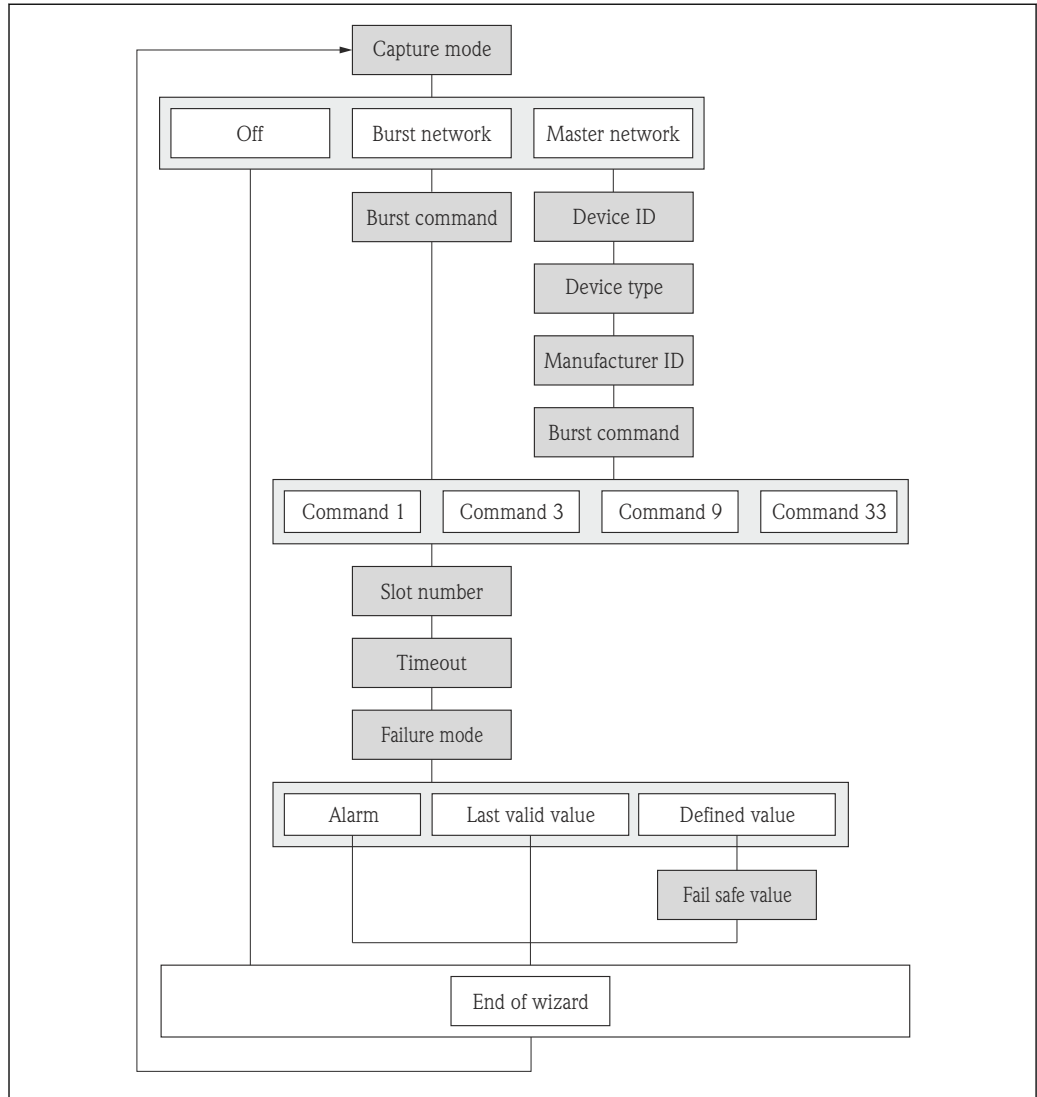 Capture mode
Off
Burst network
Master network
Burst command
Device ID
Device type
Manufacturer ID
Burst command
Command 1
Command 3
Command 9
Command 33
Slot number
Timeout
Failure mode
Alarm
Last valid value
Defined value
Fail safe value
End of wizard